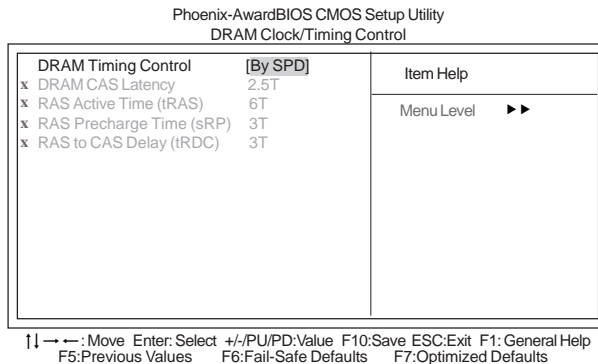 Phoenix-AwardBIOS CMOS Setup Utility
DRAM Clock/Timing Control
DRAM Timing Control [By SPD]
x DRAM CAS Latency 2.5T
x RAS Active Time (tRAS) 6T
x RAS Precharge Time (sRP) 3T
x RAS to CAS Delay (tRDC) 3T
Item Help
Menu Level ►►
↑↓→←: Move Enter: Select +/-/PU/PD:Value F10:Save ESC:Exit F1: General Help
F5:Previous Values F6:Fail-Safe Defaults F7:Optimized Defaults